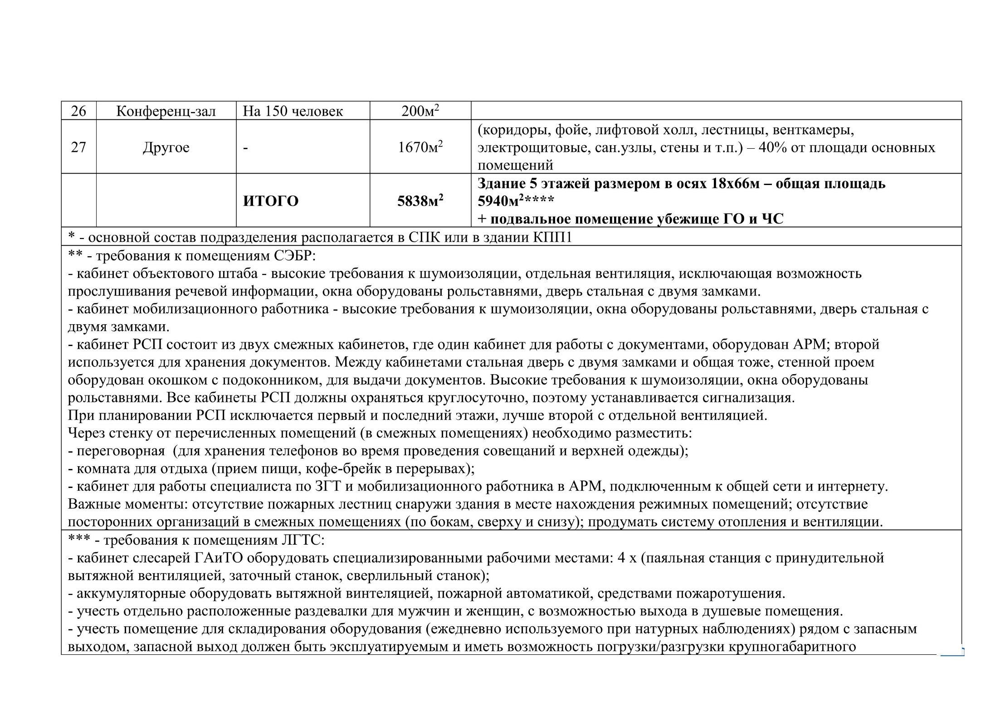 26 Конференц-зал На 150 человек 200м²
27 Другое - 1670м² (коридоры, фойе, лифтовой холл, лестницы, венткамеры,
электрощитовые, сан.узлы, стены и т.п.) – 40% от площади основных
помещений
ИТОГО 5838м² Здание 5 этажей размером в осях 18х66м – общая площадь
5940м²****
+ подвальное помещение убежище ГО и ЧС
* - основной состав подразделения располагается в СПК или в здании КПП1
** - требования к помещениям СЭБР:
- кабинет объектового штаба - высокие требования к шумоизоляции, отдельная вентиляция, исключающая возможность
прослушивания речевой информации, окна оборудованы рольставнями, дверь стальная с двумя замками.
- кабинет мобилизационного работника - высокие требования к шумоизоляции, окна оборудованы рольставнями, дверь стальная с
двумя замками.
- кабинет РСП состоит из двух смежных кабинетов, где один кабинет для работы с документами, оборудован АРМ; второй
используется для хранения документов. Между кабинетами стальная дверь с двумя замками и общая тоже, стенной проем
оборудован окошком с подоконником, для выдачи документов. Высокие требования к шумоизоляции, окна оборудованы
рольставнями. Все кабинеты РСП должны охраняться круглосуточно, поэтому устанавливается сигнализация.
При планировании РСП исключается первый и последний этажи, лучше второй с отдельной вентиляцией.
Через стенку от перечисленных помещений (в смежных помещениях) необходимо разместить:
- переговорная  (для хранения телефонов во время проведения совещаний и верхней одежды);
- комната для отдыха (прием пищи, кофе-брейк в перерывах);
- кабинет для работы специалиста по ЗГТ и мобилизационного работника в АРМ, подключенным к общей сети и интернету.
Важные моменты: отсутствие пожарных лестниц снаружи здания в месте нахождения режимных помещений; отсутствие
посторонних организаций в смежных помещениях (по бокам, сверху и снизу); продумать систему отопления и вентиляции.
*** - требования к помещениям ЛГТС:
- кабинет слесарей ГАиТО оборудовать специализированными рабочими местами: 4 х (паяльная станция с принудительной
вытяжной вентиляцией, заточный станок, сверлильный станок);
- аккумуляторные оборудовать вытяжной винтеляцией, пожарной автоматикой, средствами пожаротушения.
- учесть отдельно расположенные раздевалки для мужчин и женщин, с возможностью выхода в душевые помещения.
- учесть помещение для складирования оборудования (ежедневно используемого при натурных наблюдениях) рядом с запасным
выходом, запасной выход должен быть эксплуатируемым и иметь возможность погрузки/разгрузки крупногабаритного